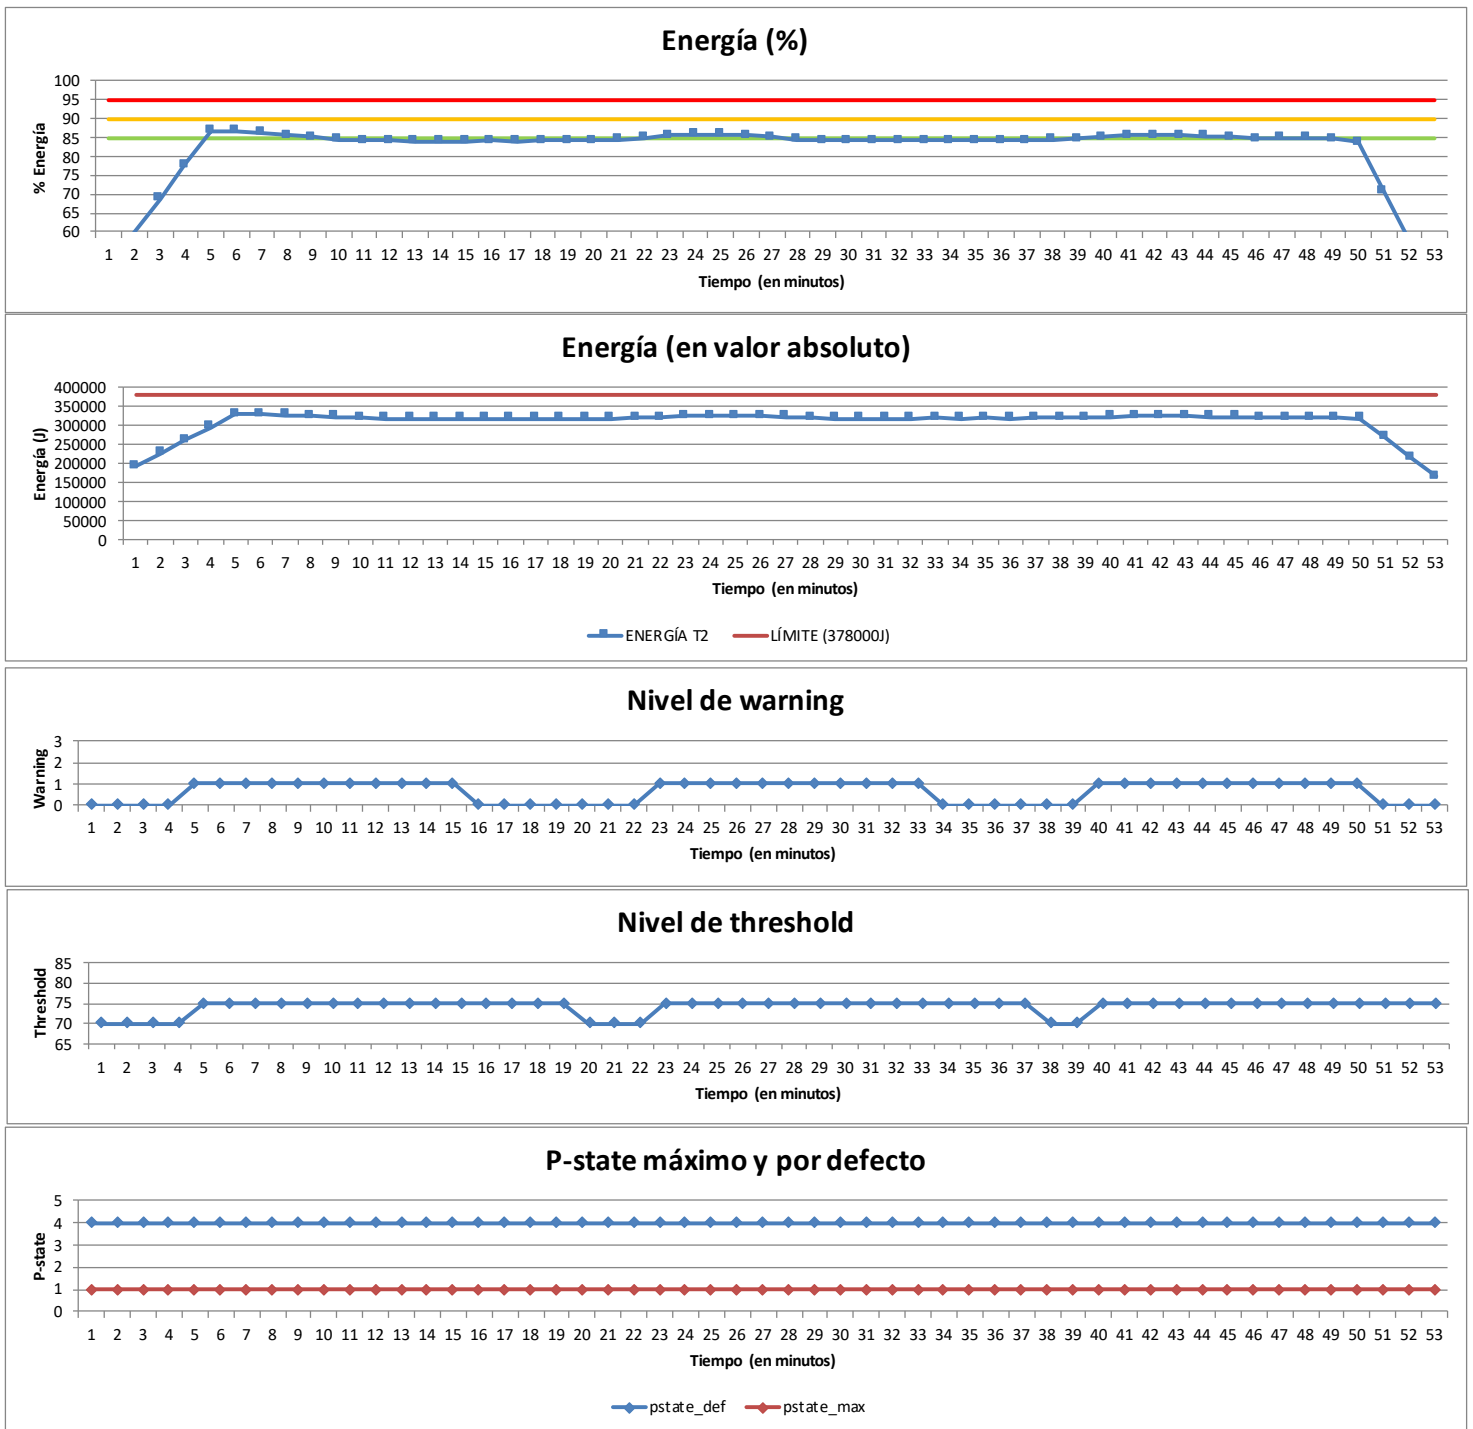 Energía (%)
100
95
90
85
80
75
70
65
60
% Energía
1 2 3 4 5 6 7 8 9 10 11 12 13 14 15 16 17 18 19 20 21 22 23 24 25 26 27 28 29 30 31 32 33 34 35 36 37 38 39 40 41 42 43 44 45 46 47 48 49 50 51 52 53
Tiempo (en minutos)
Energía (en valor absoluto)
400000
350000
300000
250000
200000
150000
100000
50000
0
Energía (J)
1 2 3 4 5 6 7 8 9 10 11 12 13 14 15 16 17 18 19 20 21 22 23 24 25 26 27 28 29 30 31 32 33 34 35 36 37 38 39 40 41 42 43 44 45 46 47 48 49 50 51 52 53
Tiempo (en minutos)
ENERGÍA T2 LÍMITE (378000J)
Nivel de warning
3
2
1
0
Warning
1 2 3 4 5 6 7 8 9 10 11 12 13 14 15 16 17 18 19 20 21 22 23 24 25 26 27 28 29 30 31 32 33 34 35 36 37 38 39 40 41 42 43 44 45 46 47 48 49 50 51 52 53
Tiempo (en minutos)
Nivel de threshold
85
80
75
70
65
Threshold
1 2 3 4 5 6 7 8 9 10 11 12 13 14 15 16 17 18 19 20 21 22 23 24 25 26 27 28 29 30 31 32 33 34 35 36 37 38 39 40 41 42 43 44 45 46 47 48 49 50 51 52 53
Tiempo (en minutos)
P-state máximo y por defecto
5
4
3
2
1
0
P-state
1 2 3 4 5 6 7 8 9 10 11 12 13 14 15 16 17 18 19 20 21 22 23 24 25 26 27 28 29 30 31 32 33 34 35 36 37 38 39 40 41 42 43 44 45 46 47 48 49 50 51 52 53
Tiempo (en minutos)
pstate_def pstate_max